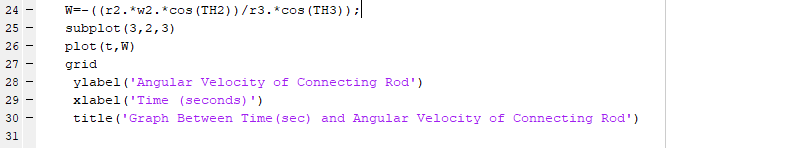 24 – W=-((r2.*w2.*cos(TH2))/r3.*cos(TH3));
25 – subplot(3,2,3)
26 – plot(t,W)
27 – grid
28 – ylabel('Angular Velocity of Connecting Rod')
29 – xlabel('Time (seconds)')
30 – title('Graph Between Time(sec) and Angular Velocity of Connecting Rod')
31